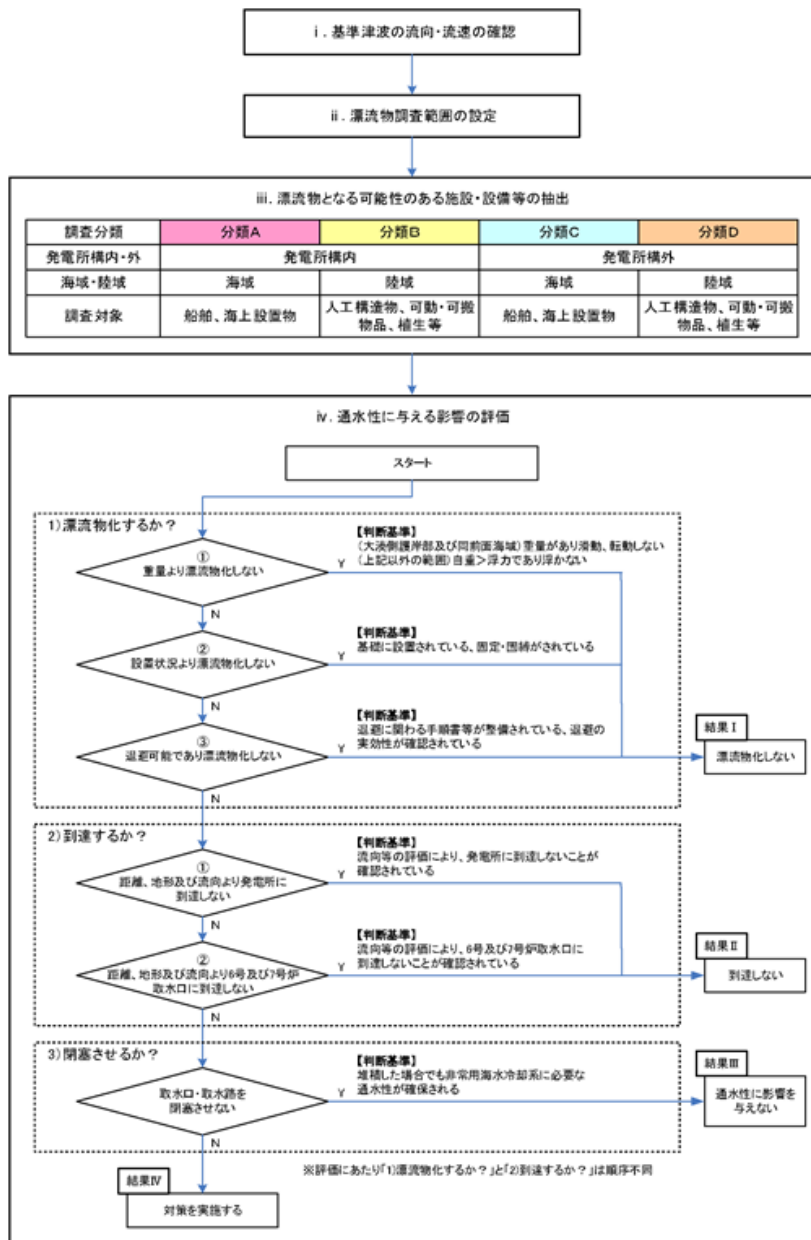 ⅰ．基準津波の流向・流速の確認
ⅱ．漂流物調査範囲の設定
ⅲ．漂流物となる可能性のある施設・設備等の抽出
調査分類 分類A 分類B 分類C 分類D
発電所構内・外 発電所構内 発電所構外
海域・陸域 海域 陸域 海域 陸域
調査対象 船舶、海上設置物 人工構造物、可動・可搬物品、植生等 船舶、海上設置物 人工構造物、可動・可搬物品、植生等
ⅳ．通水性に与える影響の評価
スタート
1)漂流物化するか？
①
重量より漂流物化しない
Y
N
【判断基準】
(大湊側護岸部及び同前面海域)重量があり滑動、転動しない
(上記以外の範囲)自重＞浮力であり浮かない
②
設置状況より漂流物化しない
Y
N
【判断基準】
基礎に設置されている、固定・固縛がされている
③
退避可能であり漂流物化しない
Y
N
【判断基準】
退避に関わる手順書等が整備されている、退避の
実効性が確認されている
結果Ⅰ
漂流物化しない
2)到達するか？
①
距離、地形及び流向より発電所に
到達しない
Y
N
【判断基準】
流向等の評価により、発電所に到達しないことが
確認されている
②
距離、地形及び流向より6号及び7号炉
取水口に到達しない
Y
N
【判断基準】
流向等の評価により、6号及び7号炉取水口に
到達しないことが確認されている
結果Ⅱ
到達しない
3)閉塞させるか？
取水口・取水路を
閉塞させない
Y
N
【判断基準】
堆積した場合でも非常用海水冷却系に必要な
通水性が確保される
結果Ⅲ
通水性に影響を
与えない
※評価にあたり「1)漂流物化するか？」と「2)到達するか？」は順序不同
結果Ⅳ
対策を実施する